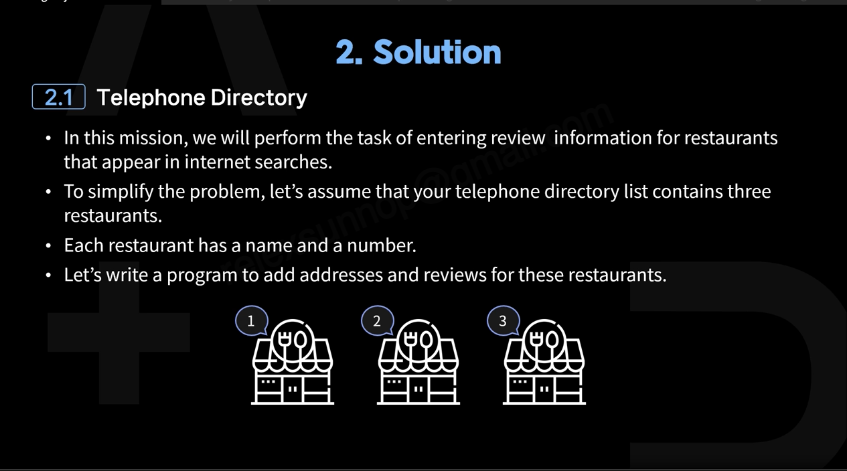 2. Solution
2.1 Telephone Directory
• In this mission, we will perform the task of entering review information for restaurants
that appear in internet searches.
• To simplify the problem, let's assume that your telephone directory list contains three
restaurants.
• Each restaurant has a name and a number.
• Let's write a program to add addresses and reviews for these restaurants.
1 2 3